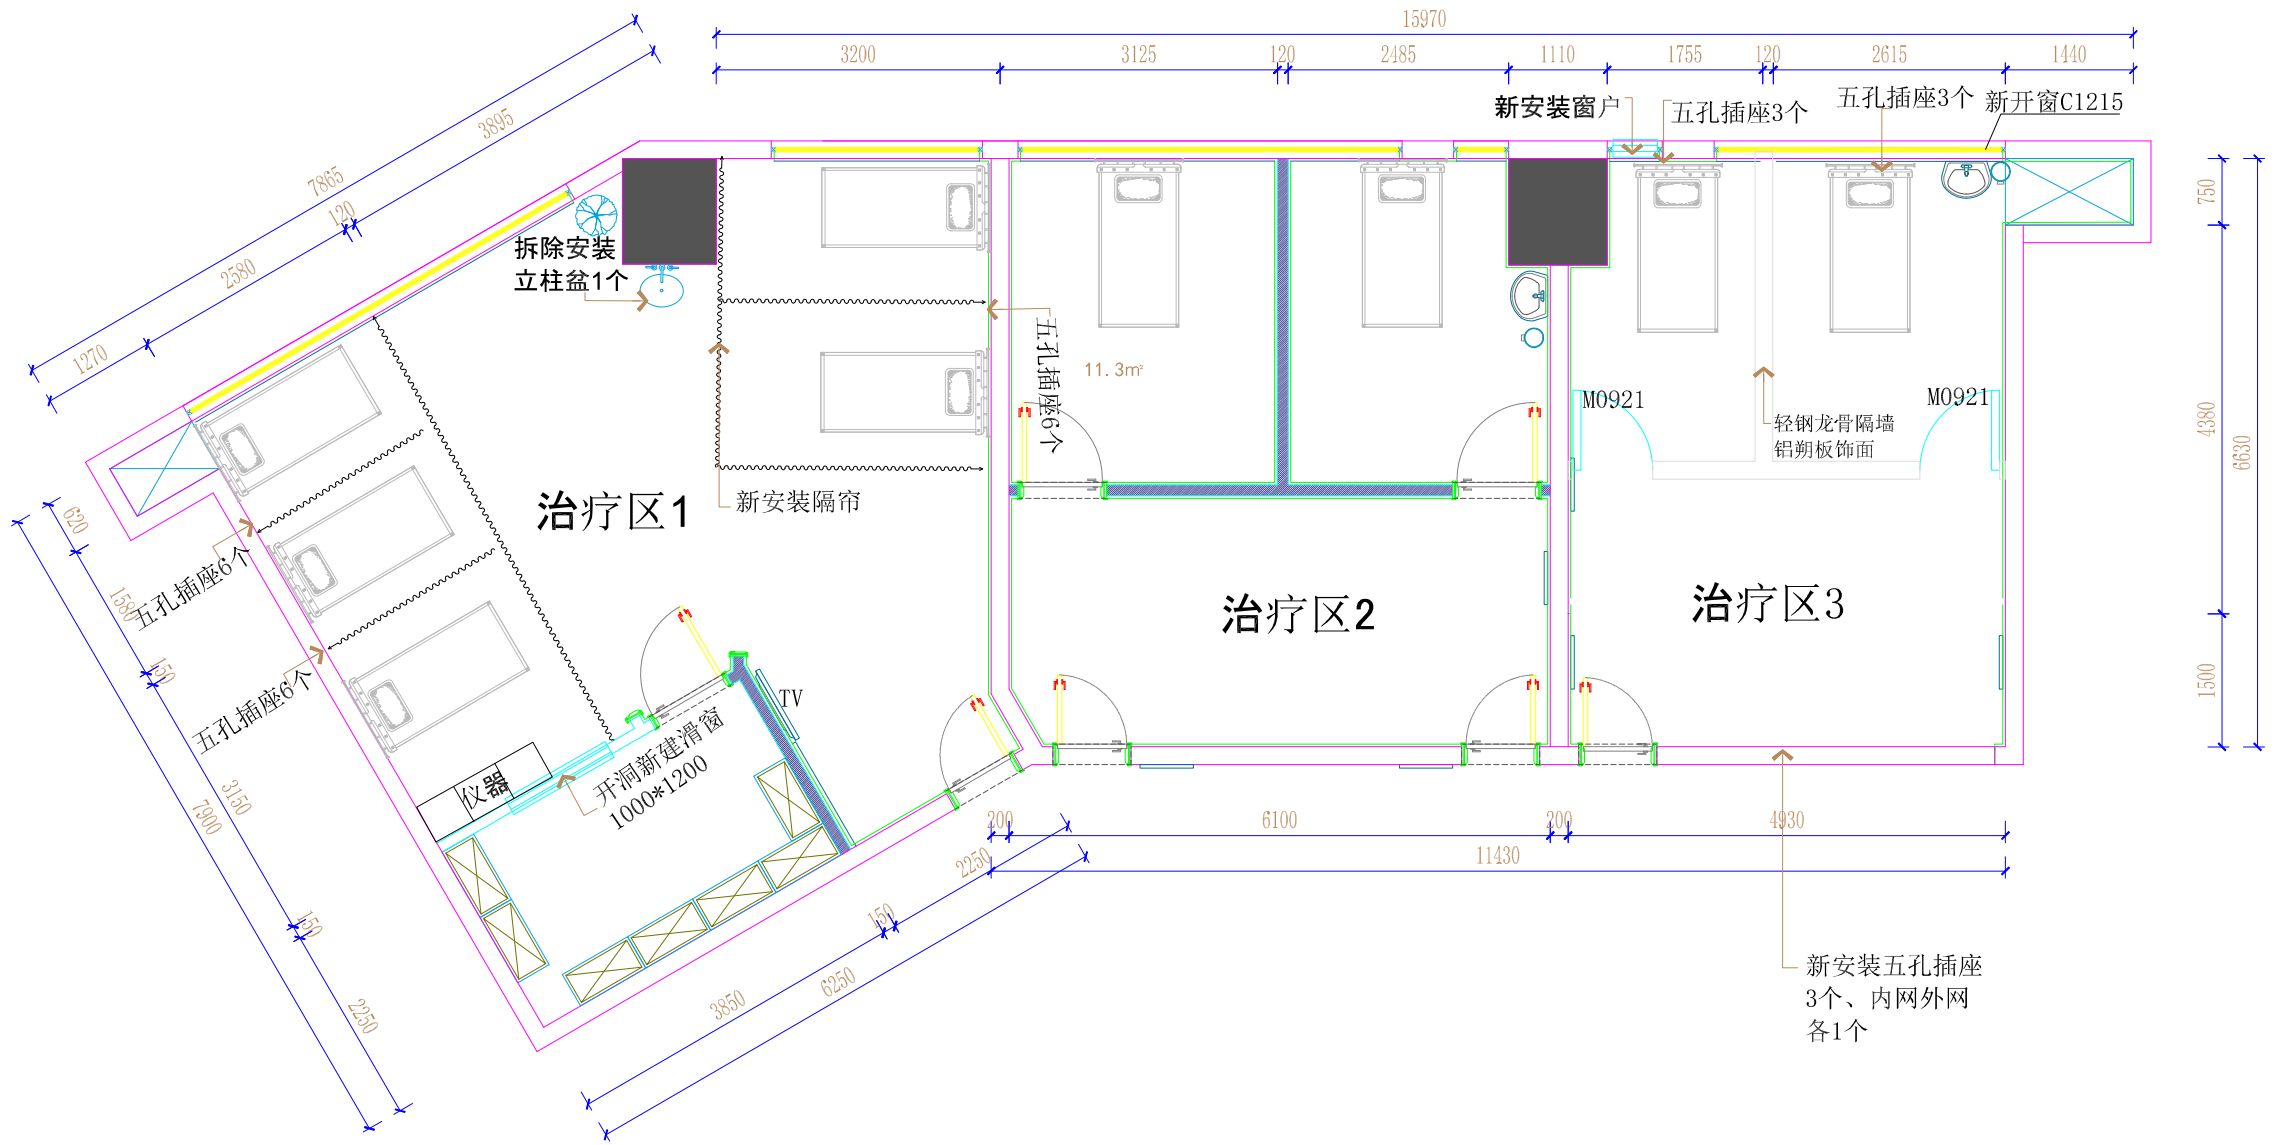 15970
3200
3125
120
2485
1110
1755
120
2615
1440
新安装窗户
五孔插座3个
五孔插座3个
新开窗C1215
3895
7865
120
2580
1270
拆除安装
立柱盆1个
750
4380
6630
1500
五孔插座6个
11.3㎡
M0921
M0921
轻钢龙骨隔墙
铝朔板饰面
治疗区1
新安装隔帘
治疗区2
治疗区3
620
1580
150
3150
7900
150
2250
五孔插座6个
五孔插座6个
TV
仪器
开洞新建滑窗
1000*1200
200
6100
200
4930
11430
2250
150
3850
6250
新安装五孔插座
3个、内网外网
各1个